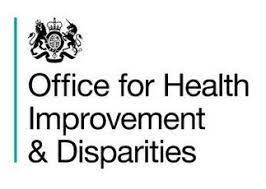 Office for Health
Improvement
& Disparities